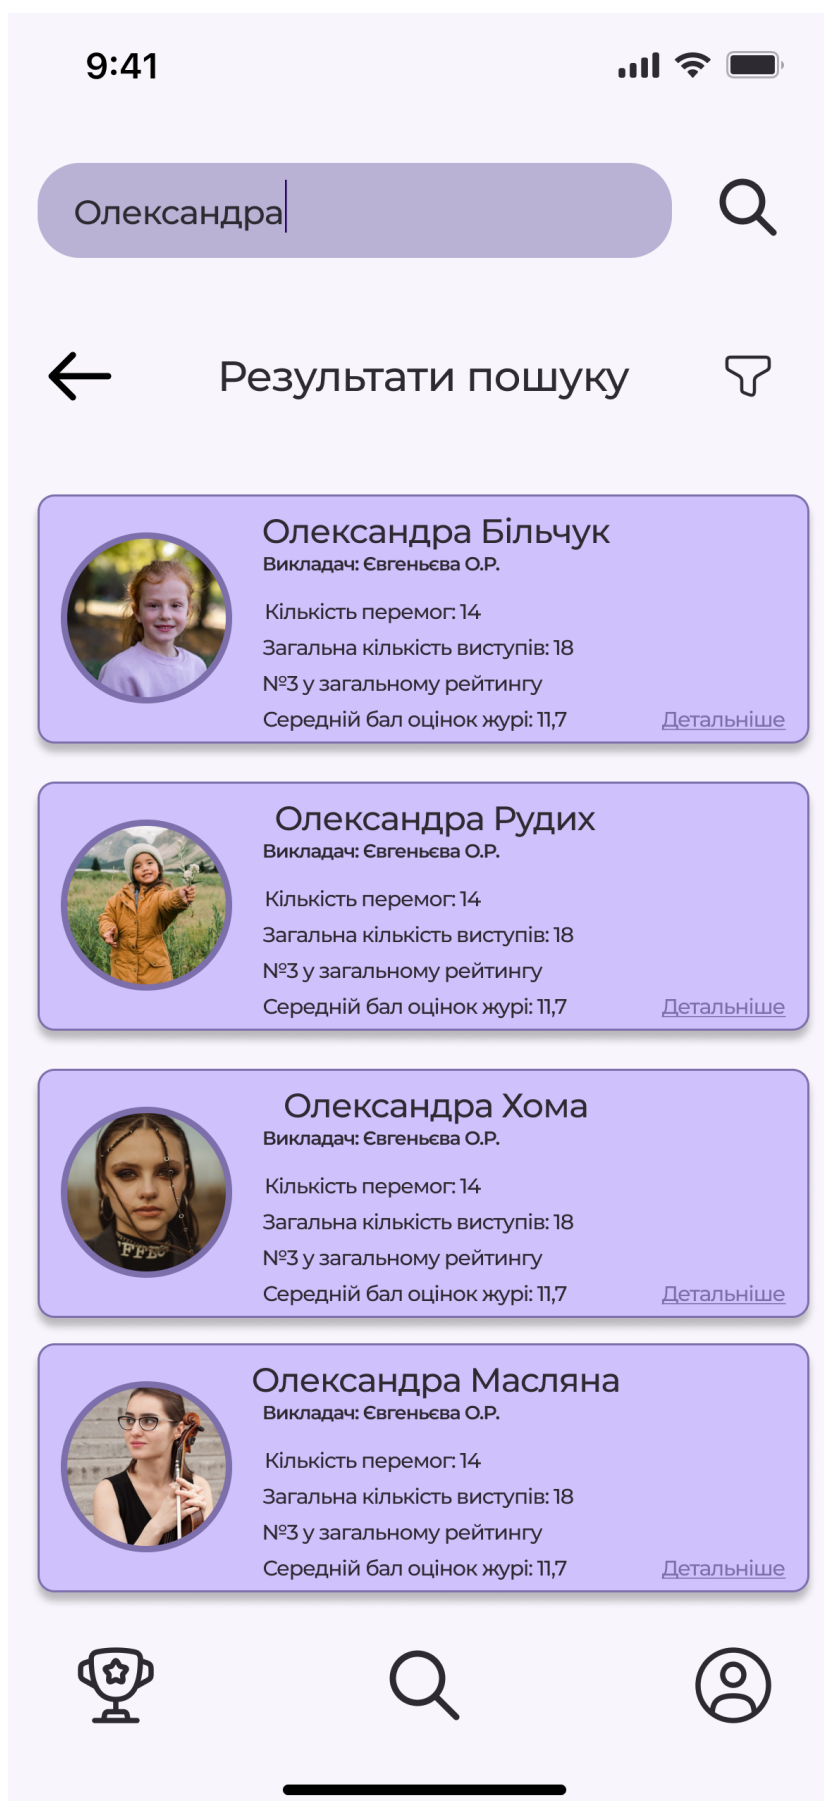 9:41
Олександра
Результати пошуку
Олександра Більчук
Викладач: Євгеньєва О.Р.
Кількість перемог: 14
Загальна кількість виступів: 18
№3 у загальному рейтингу
Середній бал оцінок журі: 11,7
Детальніше
Олександра Рудих
Викладач: Євгеньєва О.Р.
Кількість перемог: 14
Загальна кількість виступів: 18
№3 у загальному рейтингу
Середній бал оцінок журі: 11,7
Детальніше
Олександра Хома
Викладач: Євгеньєва О.Р.
Кількість перемог: 14
Загальна кількість виступів: 18
№3 у загальному рейтингу
Середній бал оцінок журі: 11,7
Детальніше
Олександра Масляна
Викладач: Євгеньєва О.Р.
Кількість перемог: 14
Загальна кількість виступів: 18
№3 у загальному рейтингу
Середній бал оцінок журі: 11,7
Детальніше